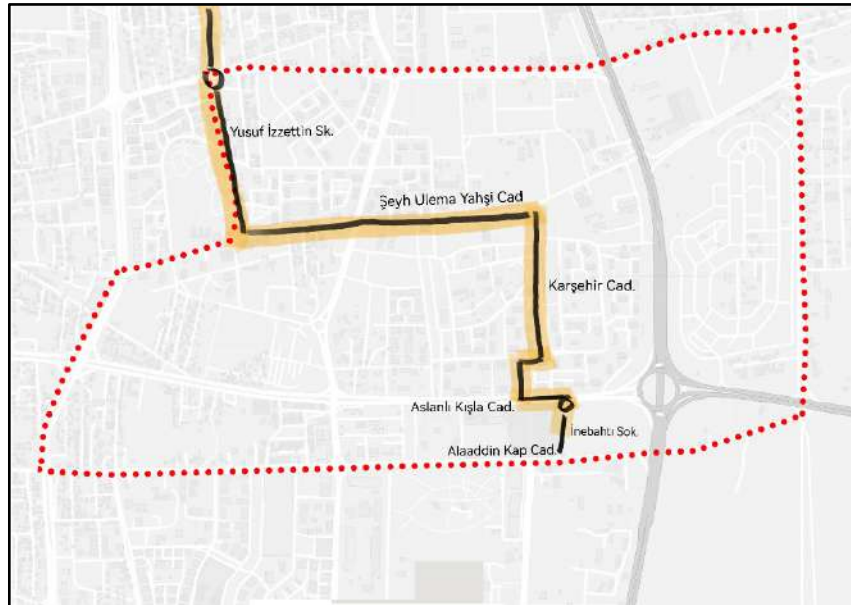 Yusuf İzzettin Sk.
Şeyh Ulema Yahşi Cad
Karşehir Cad.
Aslanlı Kışla Cad.
İnebahtı Sok.
Alaaddin Kap Cad.